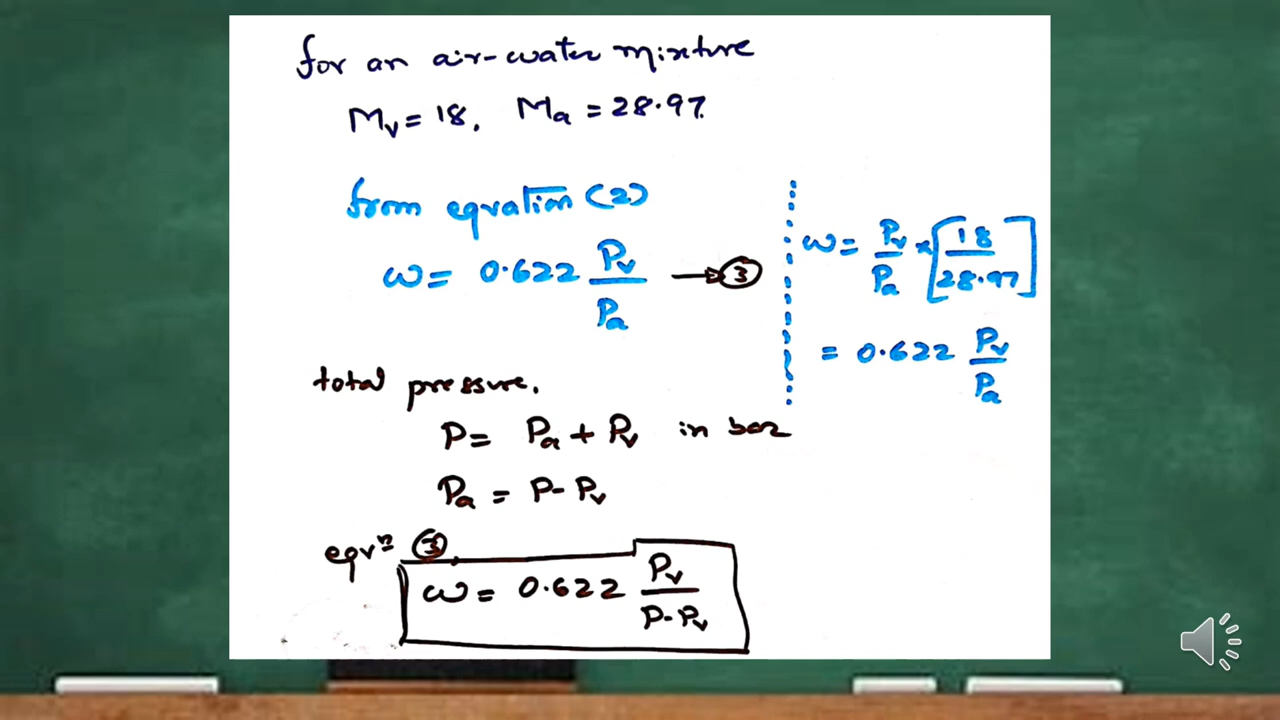 for an air-water mixture
Mv = 18, Ma = 28.97.
from equation (2)
ω = 0.622 Pv/Pa → 3
ω = Pv/Pa × [18/28.97]
= 0.622 Pv/Pa
total pressure.
P = Pa + Pv in bar
Pa = P - Pv
equⁿ 3
ω = 0.622 Pv/P-Pv